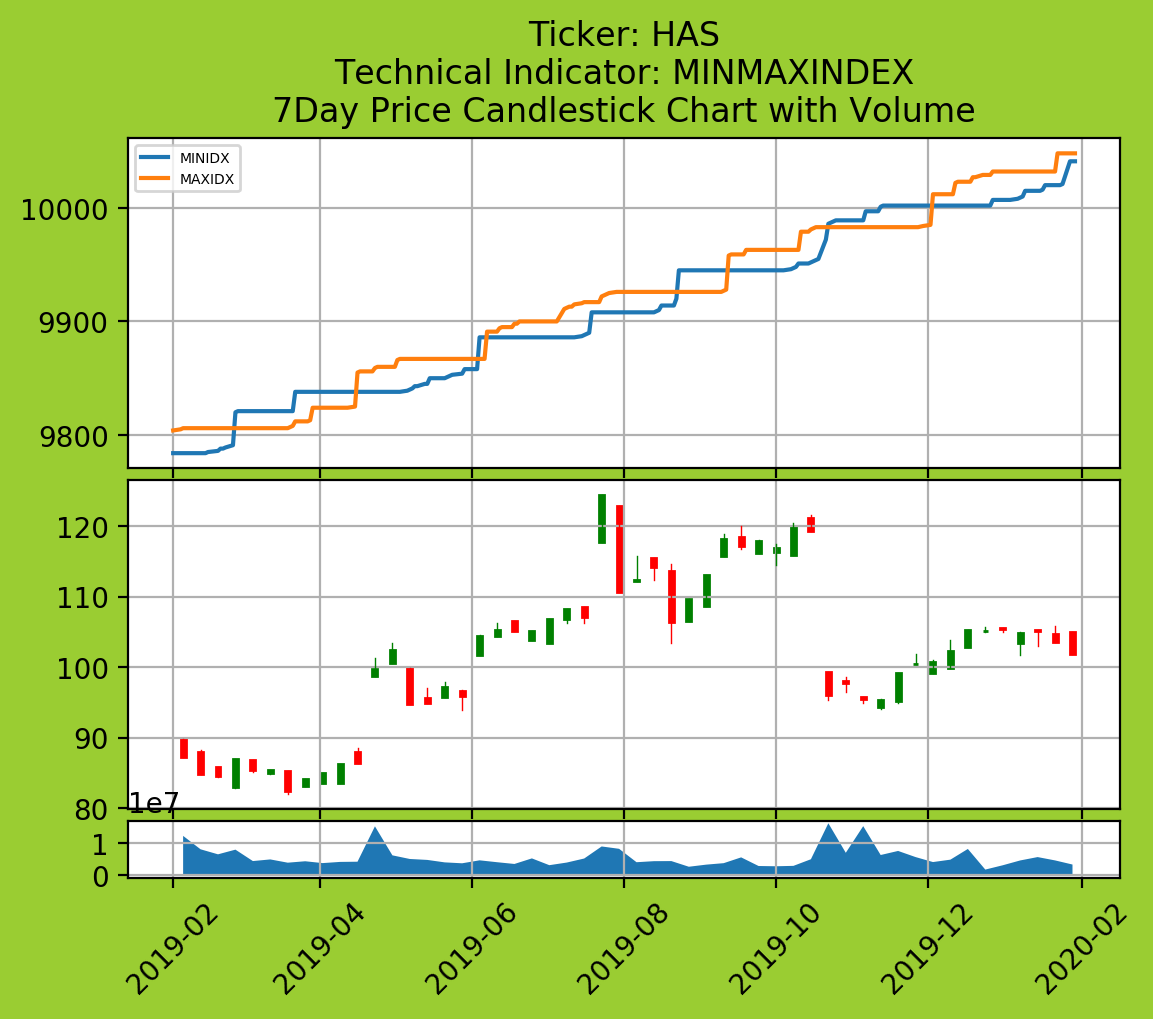 Ticker: HAS
Technical Indicator: MINMAXINDEX
7Day Price Candlestick Chart with Volume
MINIDX
MAXIDX
10000
9900
9800
120
110
100
90
80
1e7
1
0
2019-02
2019-04
2019-06
2019-08
2019-10
2019-12
2020-02